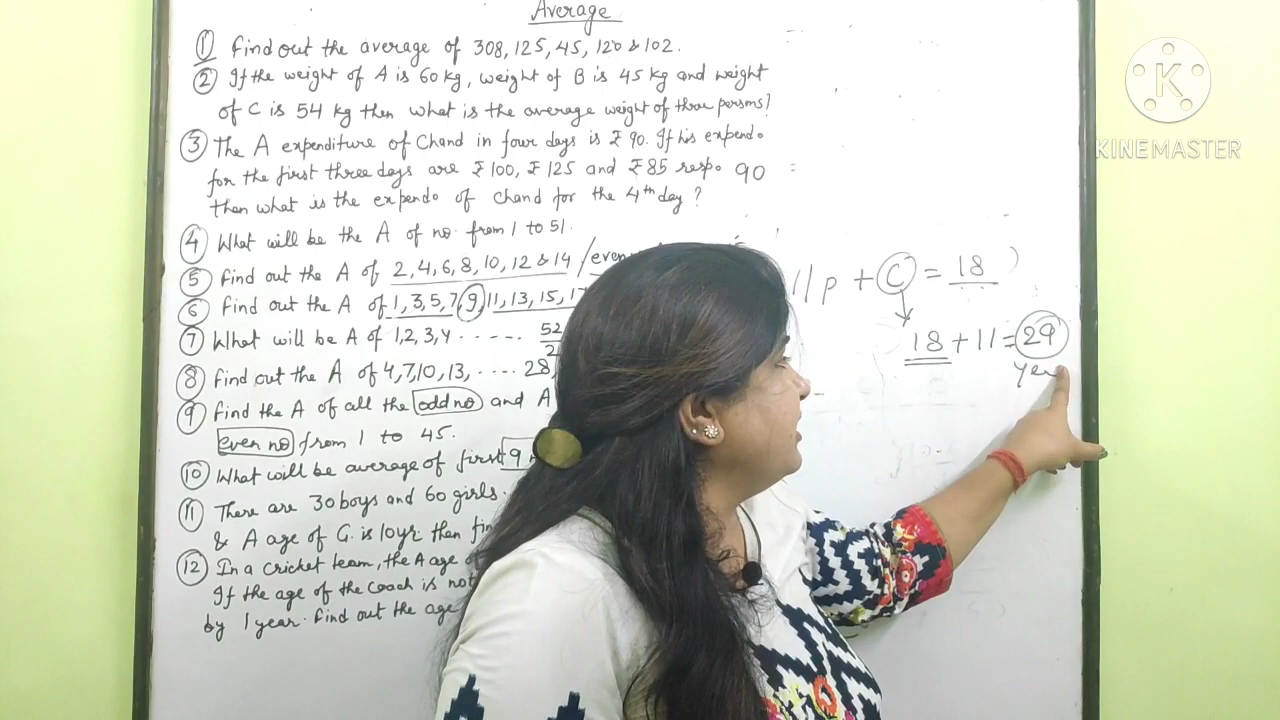 Average
① Find out the average of 308, 125, 45, 120 & 102.
② If the weight of A is 60 kg, weight of B is 45 kg and weight
of C is 54 kg then what is the average weight of three persons?
③ The A expenditure of Chand in four days is ₹ 90. If his expend.
for the first three days are ₹ 100, ₹ 125 and ₹ 85 resp. 90
then what is the expend. of Chand for the 4th day?
④ What will be the A of no. from 1 to 51.
⑤ Find out the A of 2, 4, 6, 8, 10, 12 & 14 / even
⑥ Find out the A of 1, 3, 5, 7, 9, 11, 13, 15,
⑦ What will be A of 1, 2, 3, 4 ...... 52
⑧ Find out the A of 4, 7, 10, 13, .... 28
⑨ Find the A of all the odd no and A
even no from 1 to 45.
⑩ What will be average of first 9
⑪ There are 30 boys and 60 girls.
& A age of G. is 10 yr then
⑫ In a cricket team, the A age
If the age of the coach is not
by 1 year. Find out the age
11 p + C = 18
18 + 11 = 29
K
KINEMASTER